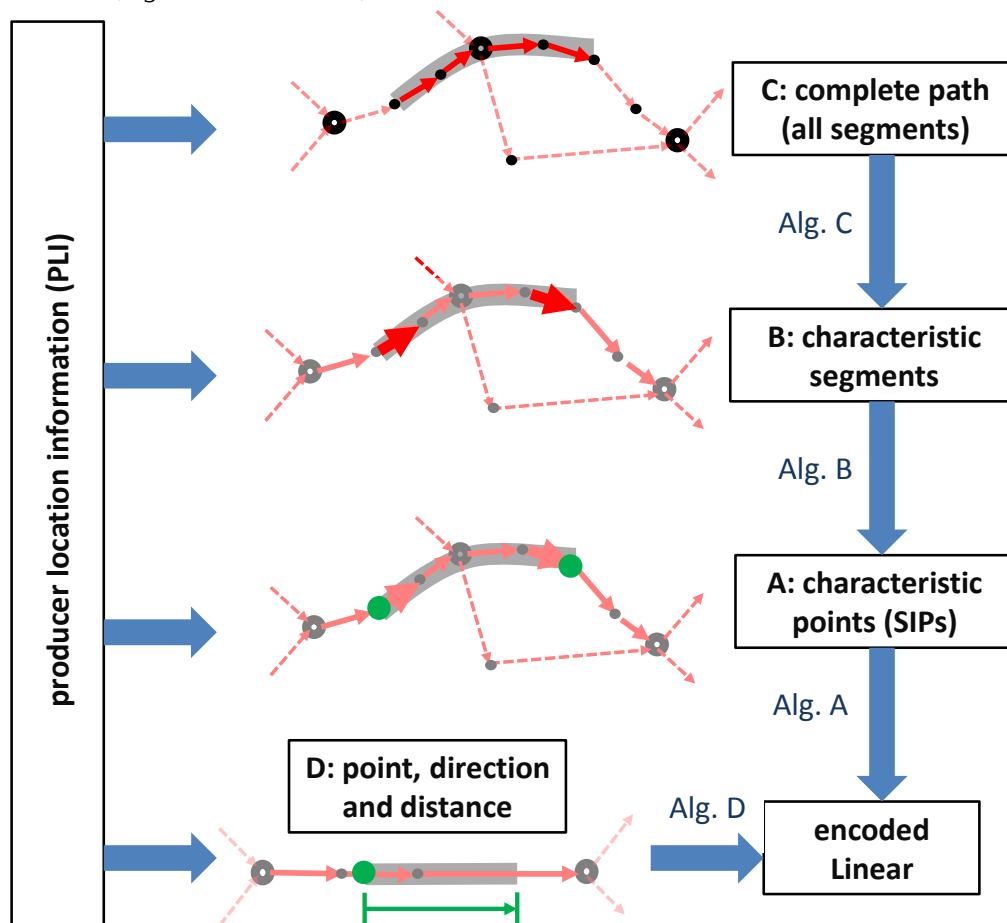 producer location information (PLI)
C: complete path
(all segments)
Alg. C
B: characteristic
segments
Alg. B
A: characteristic
points (SIPs)
Alg. A
D: point, direction
and distance
Alg. D
encoded
Linear